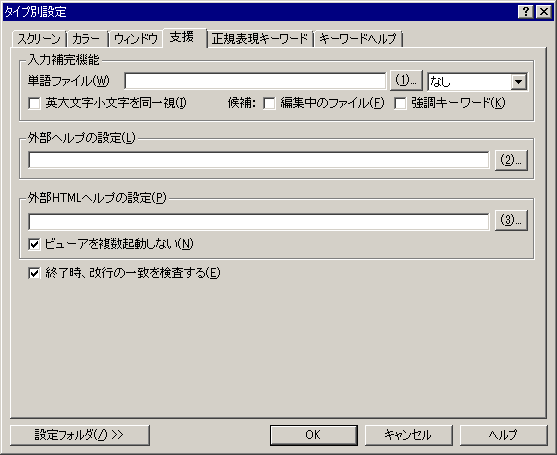 タイプ別設定
スクリーン カラー ウィンドウ 支援 正規表現キーワード キーワードヘルプ
入力補完機能
単語ファイル(W) (1)... なし
英大文字小文字を同一視(I) 候補: 編集中のファイル(F) 強調キーワード(K)
外部ヘルプの設定(L)
(2)...
外部HTMLヘルプの設定(P)
(3)...
ビューアを複数起動しない(N)
終了時、改行の一致を検査する(E)
設定フォルダ(/) >> OK キャンセル ヘルプ